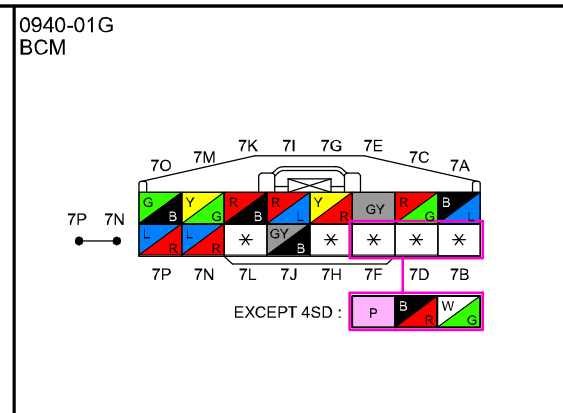 0940-01G
BCM
7K 7I 7G 7E
7O 7M 7C 7A
G B Y G R B R L Y R GY R G B L
7P 7N
L R L R * GY B * * * *
7P 7N 7L 7J 7H 7F 7D 7B
EXCEPT 4SD : P B R W G